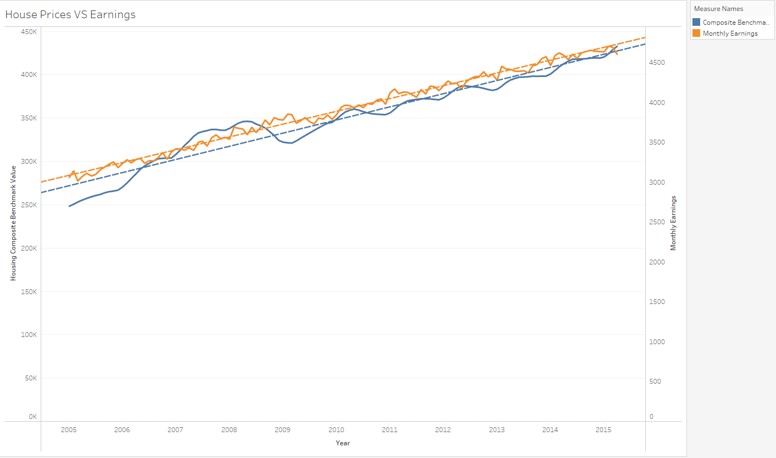 House Prices VS Earnings
Measure Names
Composite Benchma..
Monthly Earnings
450K
400K
350K
300K
250K
200K
150K
100K
50K
0K
Housing Composite Benchmark Value
4500
4000
3500
3000
2500
2000
1500
1000
500
0
Monthly Earnings
2005 2006 2007 2008 2009 2010 2011 2012 2013 2014 2015
Year